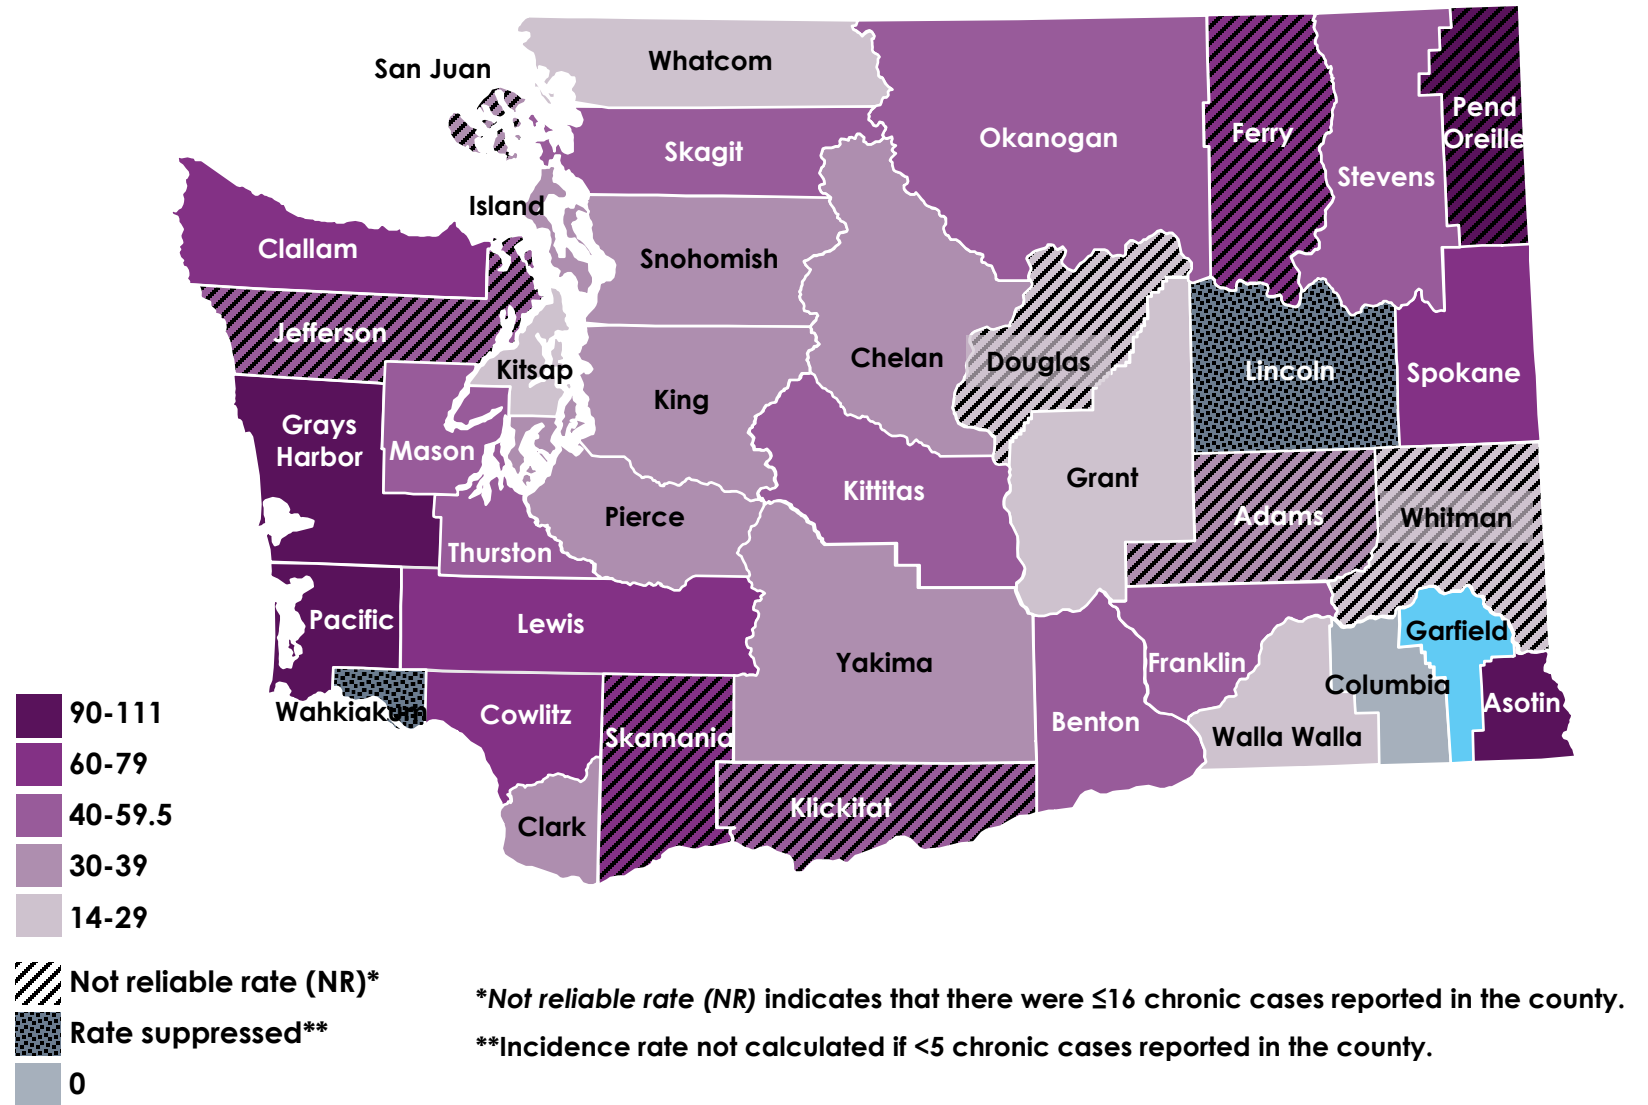 Whatcom
San Juan
Pend
Oreille
Okanogan
Ferry
Skagit
Stevens
Island
Clallam
Snohomish
Jefferson
Chelan
Douglas
Kitsap
Lincoln
Spokane
King
Grays
Harbor
Mason
Grant
Kittitas
Pierce
Adams
Whitman
Thurston
Pacific
Lewis
Garfield
Yakima
Franklin
Columbia
Asotin
Wahkiakum
Cowlitz
Benton
Skamania
Walla Walla
Klickitat
Clark
90-111
60-79
40-59.5
30-39
14-29
Not reliable rate (NR)*
Rate suppressed**
0
*Not reliable rate (NR) indicates that there were ≤16 chronic cases reported in the county.
**Incidence rate not calculated if <5 chronic cases reported in the county.